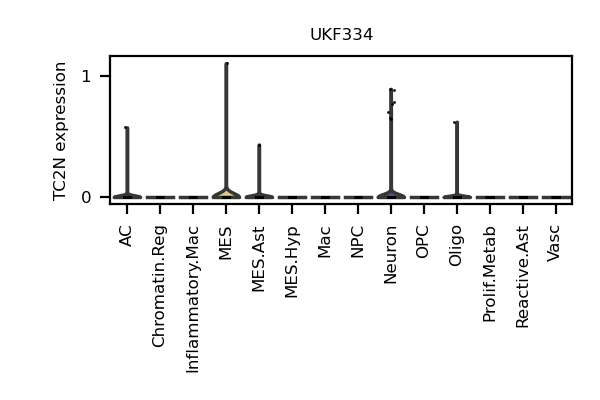 UKF334
TC2N expression
1
0
AC
Chromatin.Reg
Inflammatory.Mac
MES
MES.Ast
MES.Hyp
Mac
NPC
Neuron
OPC
Oligo
Prolif.Metab
Reactive.Ast
Vasc